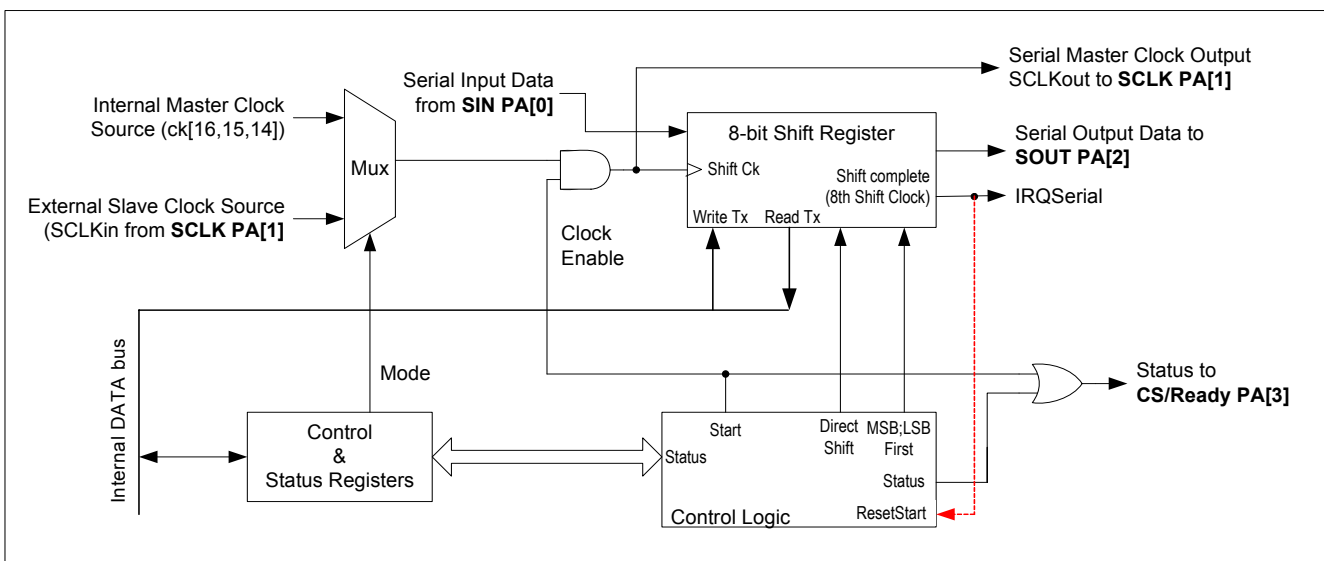 Serial Master Clock Output
SCLKout to SCLK PA[1]
Serial Input Data
from SIN PA[0]
Internal Master Clock
Source (ck[16,15,14])
8-bit Shift Register
Serial Output Data to
SOUT PA[2]
Mux
Shift Ck
Shift complete
(8th Shift Clock)
IRQSerial
External Slave Clock Source
(SCLKin from SCLK PA[1]
Write Tx
Read Tx
Clock
Enable
Internal DATA bus
Mode
Status to
CS/Ready PA[3]
Control
&
Status Registers
Start
Direct
Shift
MSB;LSB
First
Status
Status
ResetStart
Control Logic